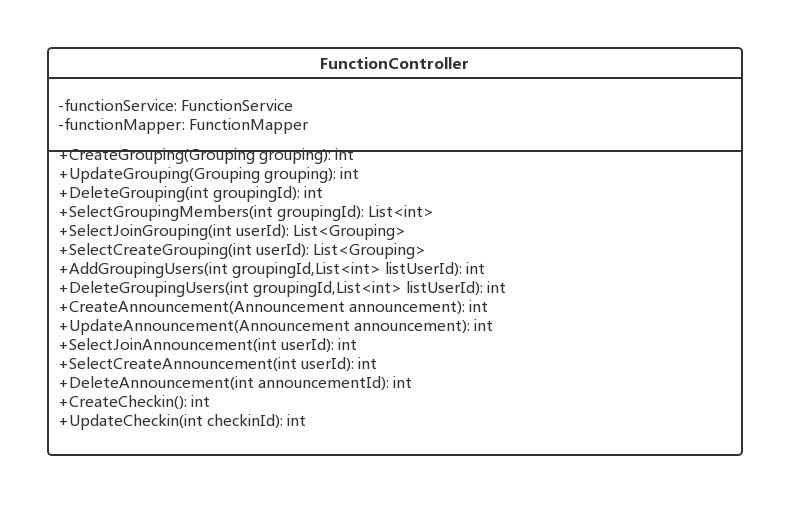 FunctionController
-functionService: FunctionService
-functionMapper: FunctionMapper
+CreateGrouping(Grouping grouping): int
+UpdateGrouping(Grouping grouping): int
+DeleteGrouping(int groupingId): int
+SelectGroupingMembers(int groupingId): List<int>
+SelectJoinGrouping(int userId): List<Grouping>
+SelectCreateGrouping(int userId): List<Grouping>
+AddGroupingUsers(int groupingId,List<int> listUserId): int
+DeleteGroupingUsers(int groupingId,List<int> listUserId): int
+CreateAnnouncement(Announcement announcement): int
+UpdateAnnouncement(Announcement announcement): int
+SelectJoinAnnouncement(int userId): int
+SelectCreateAnnouncement(int userId): int
+DeleteAnnouncement(int announcementId): int
+CreateCheckin(): int
+UpdateCheckin(int checkinId): int